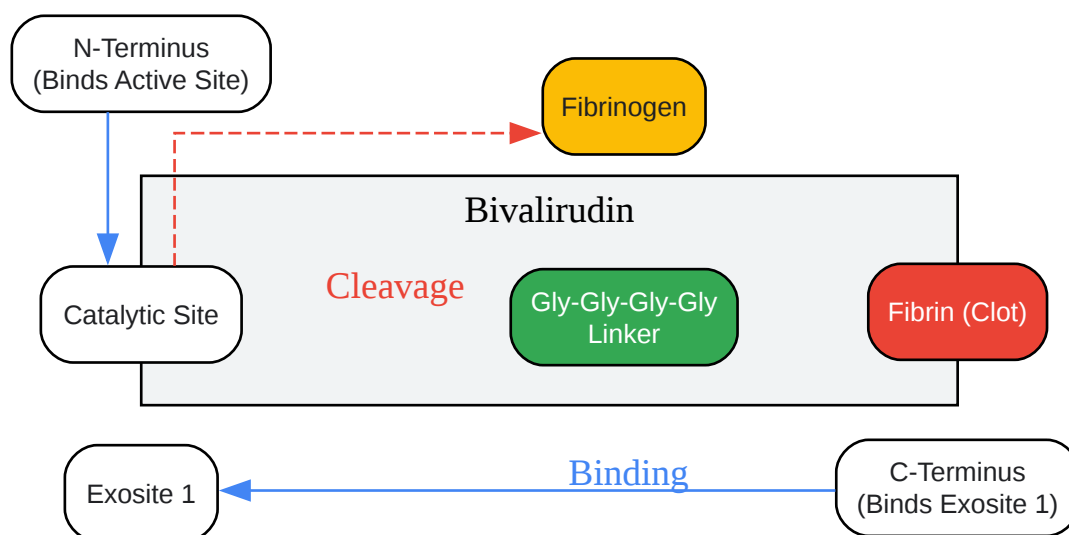 N-Terminus
(Binds Active Site)
Fibrinogen
Bivalirudin
Cleavage
Catalytic Site
Gly-Gly-Gly-Gly
Linker
Fibrin (Clot)
Exosite 1
Binding
C-Terminus
(Binds Exosite 1)